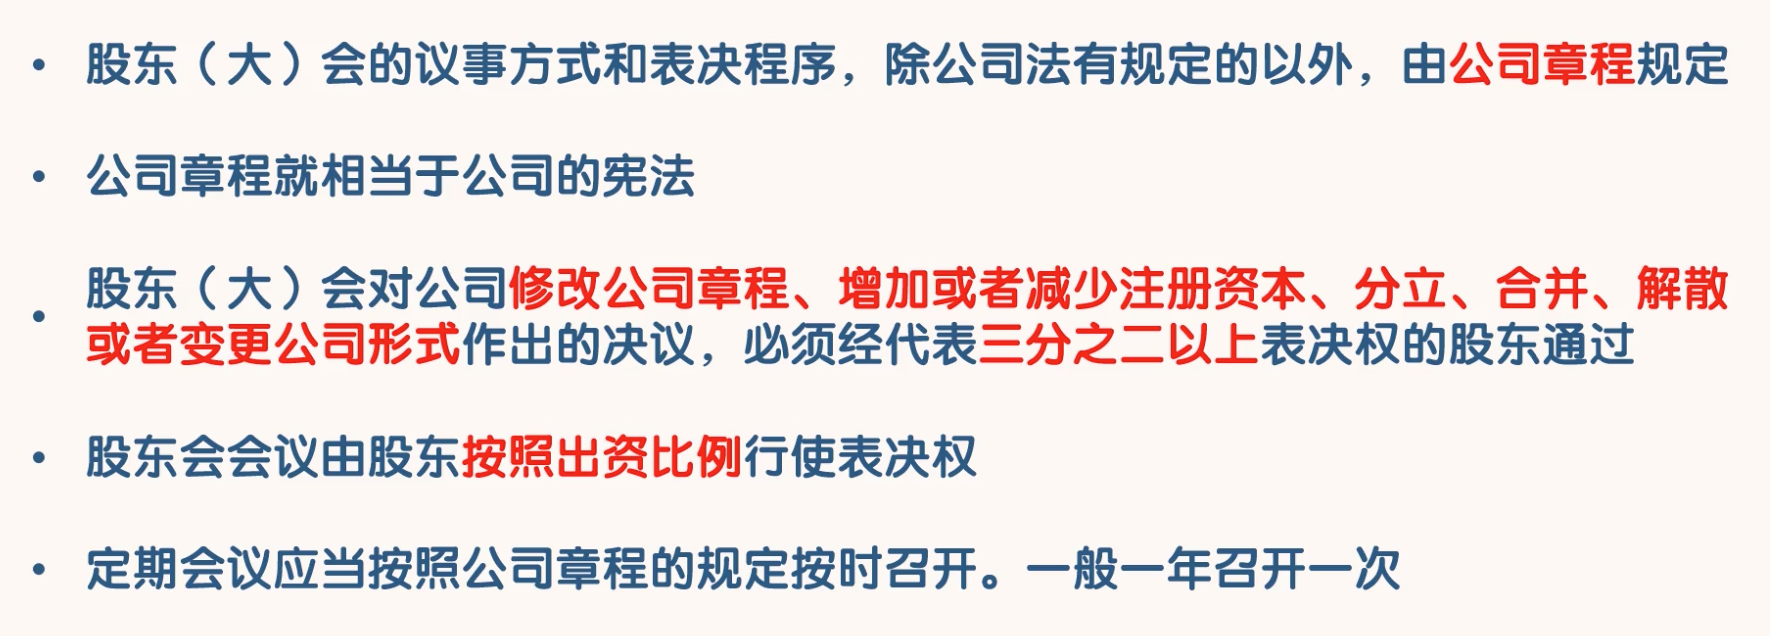 • 股东（大）会的议事方式和表决程序，除公司法有规定的以外，由公司章程规定
• 公司章程就相当于公司的宪法
• 股东（大）会对公司修改公司章程、增加或者减少注册资本、分立、合并、解散
或者变更公司形式作出的决议，必须经代表三分之二以上表决权的股东通过
• 股东会会议由股东按照出资比例行使表决权
• 定期会议应当按照公司章程的规定按时召开。一般一年召开一次